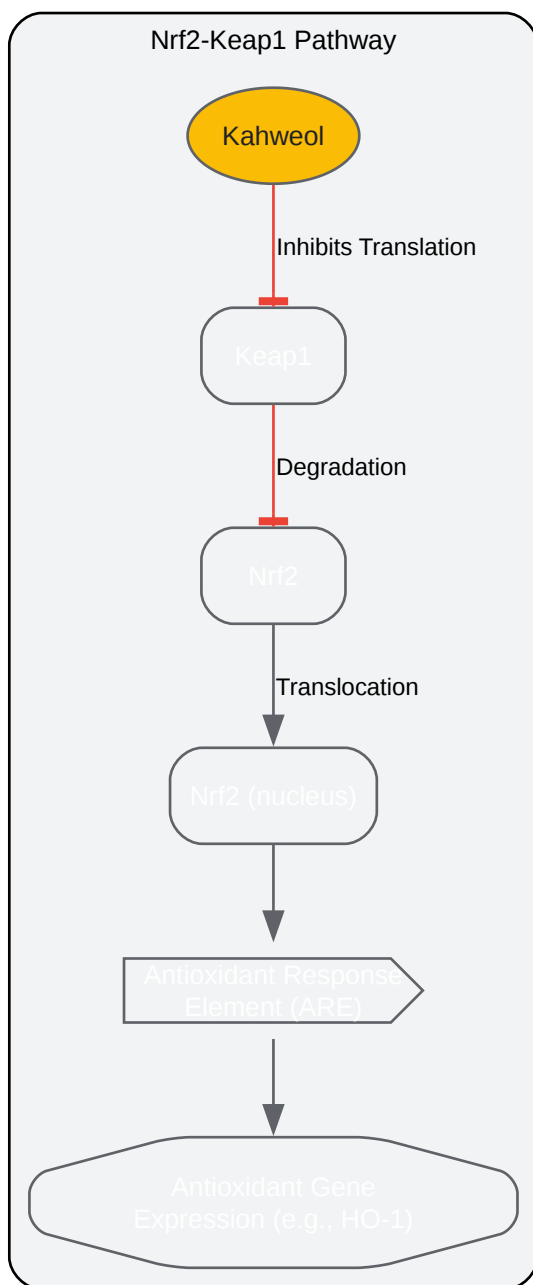 Nrf2-Keap1 Pathway
Kahweol
Inhibits Translation
Keap1
Degradation
Nrf2
Translocation
Nrf2 (nucleus)
Antioxidant Response
Element (ARE)
Antioxidant Gene
Expression (e.g., HO-1)